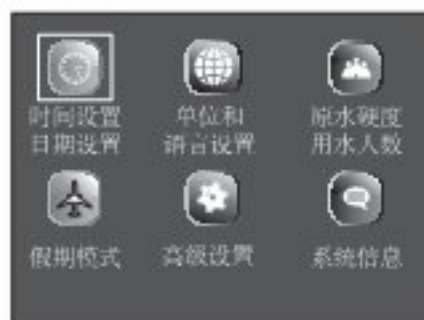 时间设置 单位和 原水硬度
日期设置 语言设置 用水人数
假期模式 高级设置 系统信息